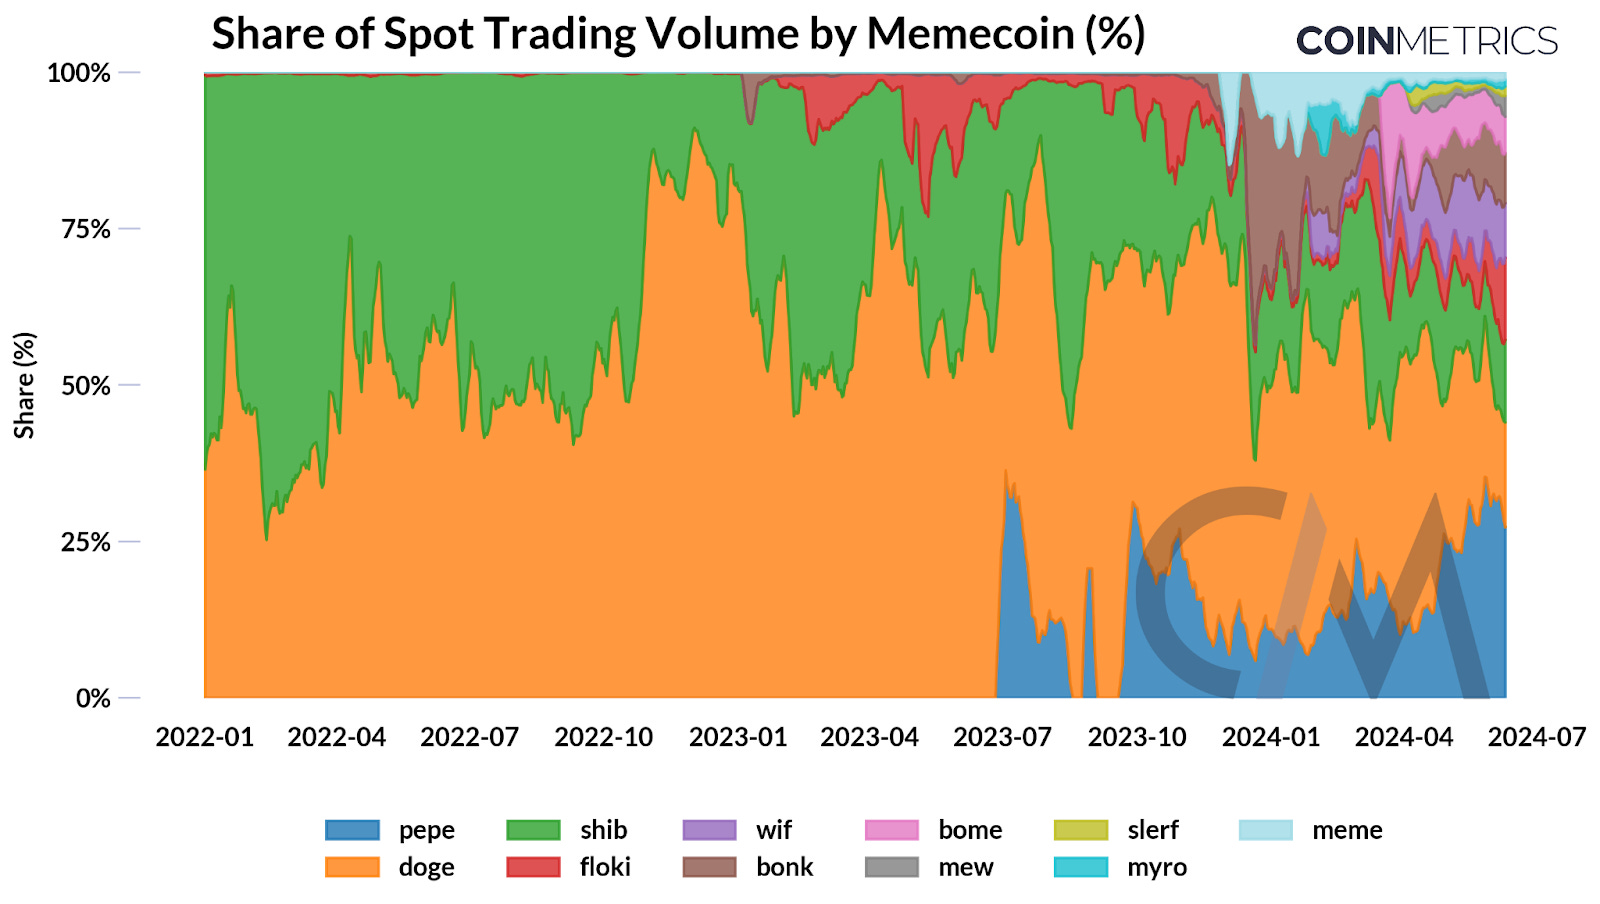 Share of Spot Trading Volume by Memecoin (%)
COINMETRICS
100%
75%
50%
25%
0%
Share (%)
2022-01 2022-04 2022-07 2022-10 2023-01 2023-04 2023-07 2023-10 2024-01 2024-04 2024-07
CM
pepe shib wif bome slerf meme
doge floki bonk mew myro